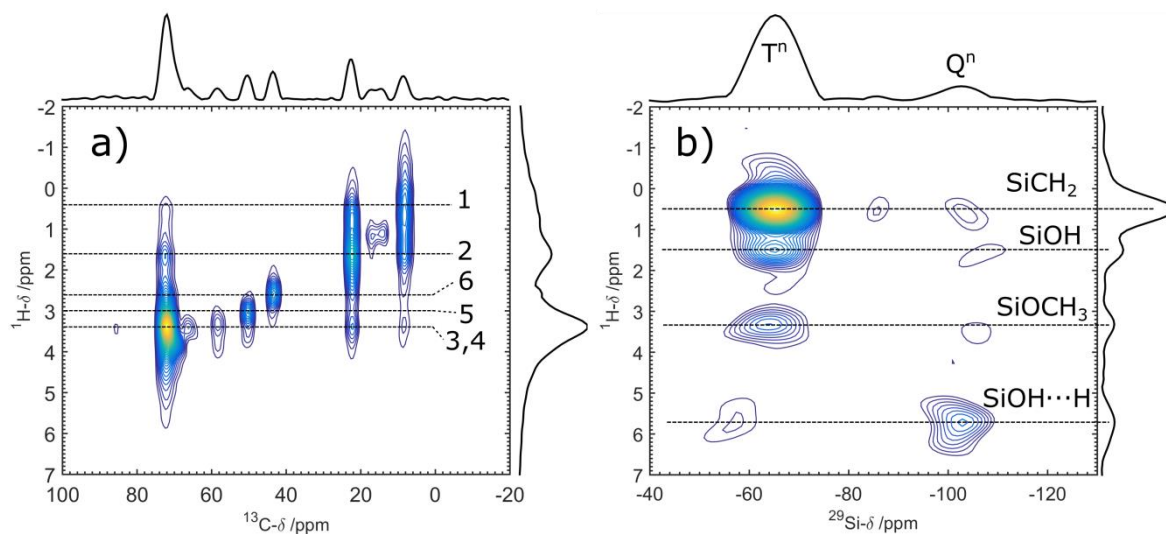 a)
-2
-1
0
1
2
3
4
5
6
7
¹H-δ /ppm
100 80 60 40 20 0 -20
¹³C-δ /ppm
1
2
6
5
3,4
b)
Tⁿ
Qⁿ
-2
-1
0
1
2
3
4
5
6
7
¹H-δ /ppm
SiCH₂
SiOH
SiOCH₃
SiOH⋯H
-40 -60 -80 -100 -120
²⁹Si-δ /ppm